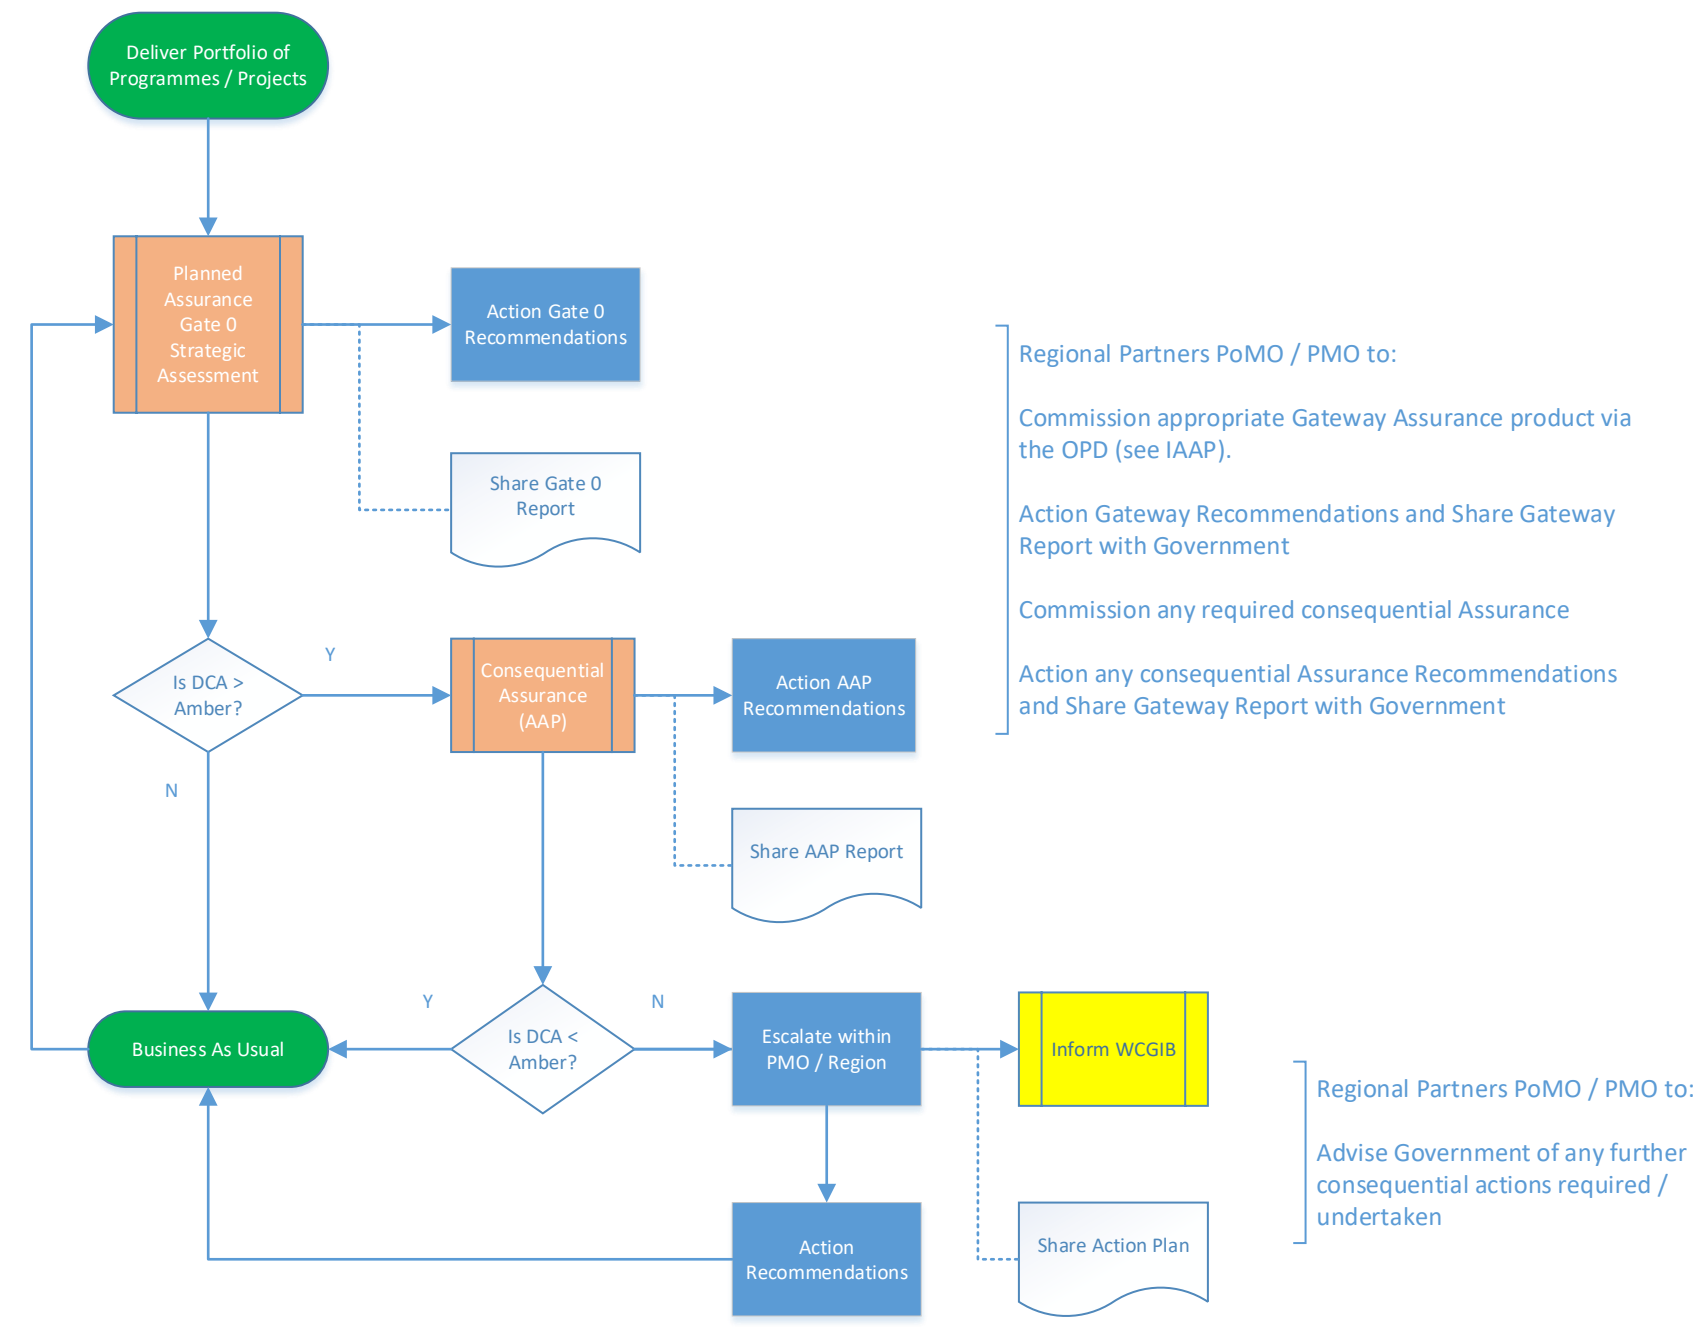 Deliver Portfolio of
Programmes / Projects
Planned
Assurance
Gate 0
Strategic
Assessment
Action Gate 0
Recommendations
Share Gate 0
Report
Regional Partners PoMO / PMO to:
Commission appropriate Gateway Assurance product via
the OPD (see IAAP).
Action Gateway Recommendations and Share Gateway
Report with Government
Commission any required consequential Assurance
Action any consequential Assurance Recommendations
and Share Gateway Report with Government
Is DCA >
Amber?
Y
N
Consequential
Assurance
(AAP)
Action AAP
Recommendations
Share AAP Report
Business As Usual
Y
Is DCA <
Amber?
N
Escalate within
PMO / Region
Inform WCGIB
Regional Partners PoMO / PMO to:
Advise Government of any further
consequential actions required /
undertaken
Action
Recommendations
Share Action Plan